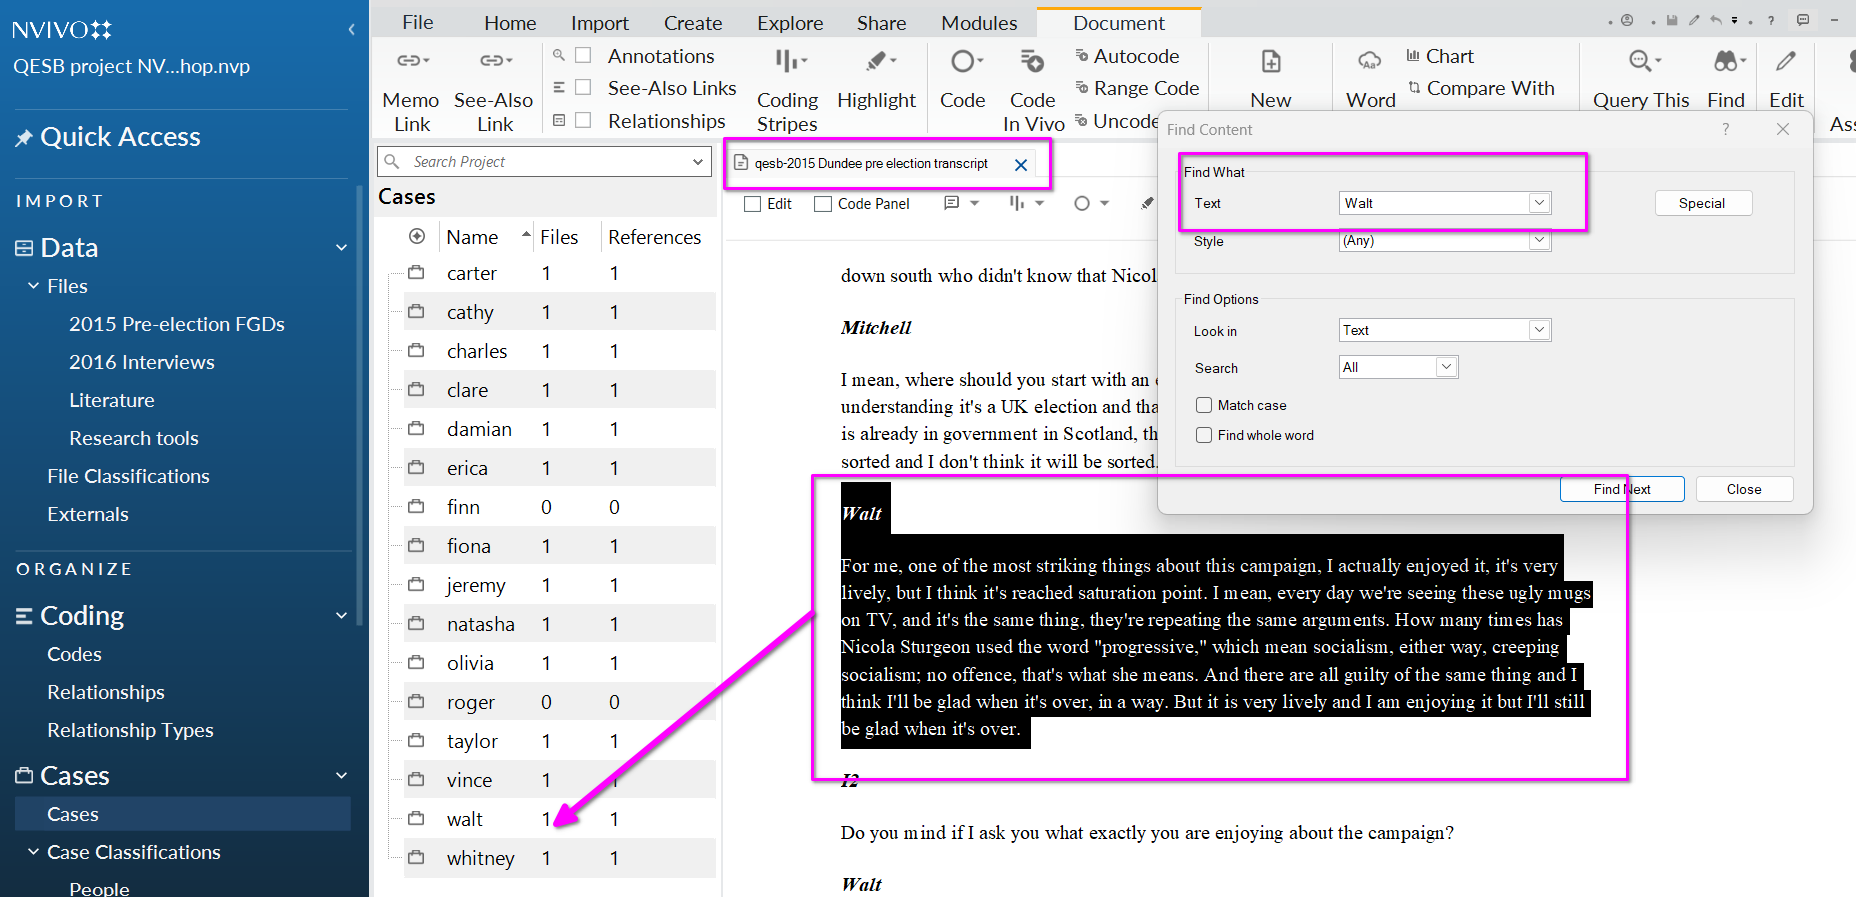 NVIVO
QESB project NV...hop.nvp
Quick Access
IMPORT
Data
Files
2015 Pre-election FGDs
2016 Interviews
Literature
Research tools
File Classifications
Externals
ORGANIZE
Coding
Codes
Relationships
Relationship Types
Cases
Cases
Case Classifications
People
File Home Import Create Explore Share Modules Document
Memo Link
See-Also Link
Annotations
See-Also Links
Relationships
Coding Stripes
Highlight
Code
Code In Vivo
Autocode
Range Code
Uncode
New
Word
Chart
Compare With
Query This
Find
Edit
Ass
Search Project
Cases
Name Files References
carter 1 1
cathy 1 1
charles 1 1
clare 1 1
damian 1 1
erica 1 1
finn 0 0
fiona 1 1
jeremy 1 1
natasha 1 1
olivia 1 1
roger 0 0
taylor 1 1
vince 1 1
walt 1 1
whitney 1 1
qesb-2015 Dundee pre election transcript
Edit Code Panel
down south who didn't know that Nicol
Mitchell
I mean, where should you start with an e
understanding it's a UK election and tha
is already in government in Scotland, th
sorted and I don't think it will be sorted.
Walt
For me, one of the most striking things about this campaign, I actually enjoyed it, it's very
lively, but I think it's reached saturation point. I mean, every day we're seeing these ugly mugs
on TV, and it's the same thing, they're repeating the same arguments. How many times has
Nicola Sturgeon used the word "progressive," which mean socialism, either way, creeping
socialism; no offence, that's what she means. And there are all guilty of the same thing and I
think I'll be glad when it's over, in a way. But it is very lively and I am enjoying it but I'll still
be glad when it's over.
I2
Do you mind if I ask you what exactly you are enjoying about the campaign?
Walt
Find Content
Find What
Text Walt Special
Style (Any)
Find Options
Look in Text
Search All
Match case
Find whole word
Find Next Close